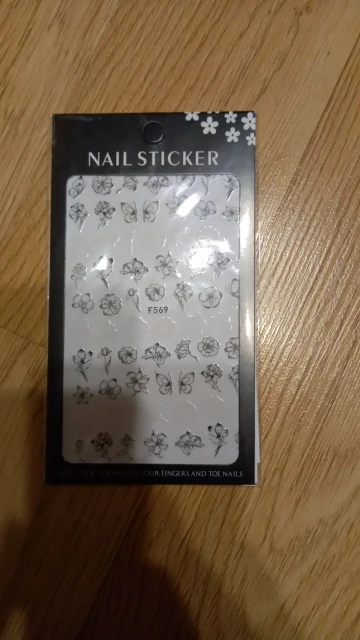 NAIL STICKER
F569
YOUR FINGERS AND TOE NAILS